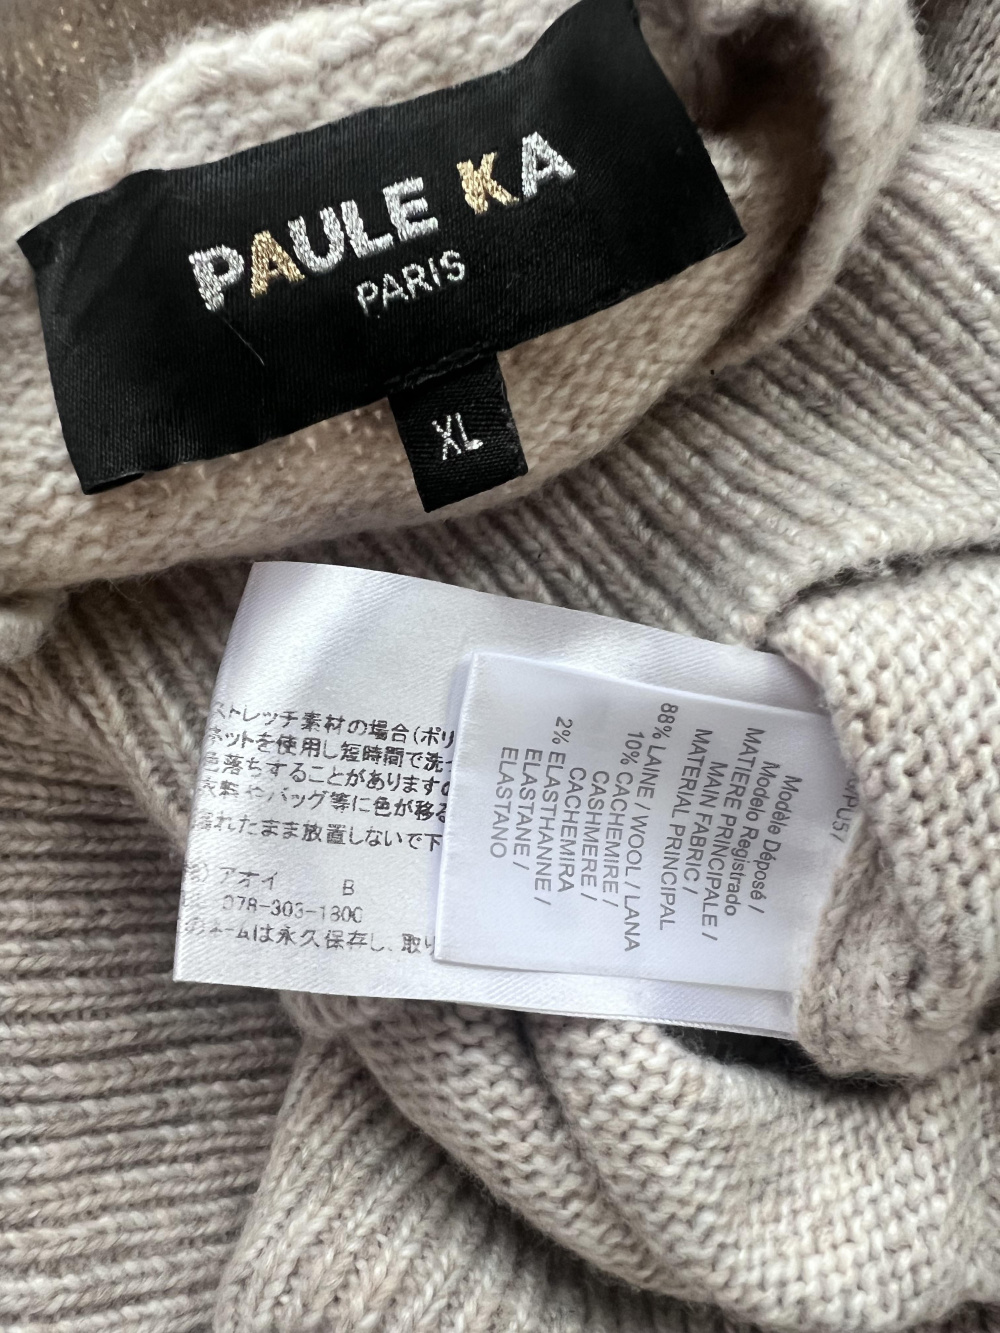 PAULE KA
PARIS
XL
ストレッチ素材の場合(ポリ
ネットを使用し短時間で洗っ
色落ちすることがありますの
衣料やバッグ等に色が移る
濡れたまま放置しないで下
アオイ B
078-303-1300
ネームは永久保存し、取り
Modèle Déposé /
Modelo Registrado
MATIERE PRINCIPALE /
MAIN FABRIC /
MATERIAL PRINCIPAL
88% LAINE / WOOL / LANA
10% CACHEMIRE /
CASHMERE /
CACHEMIRA
2% ELASTHANNE /
ELASTANE /
ELASTANO